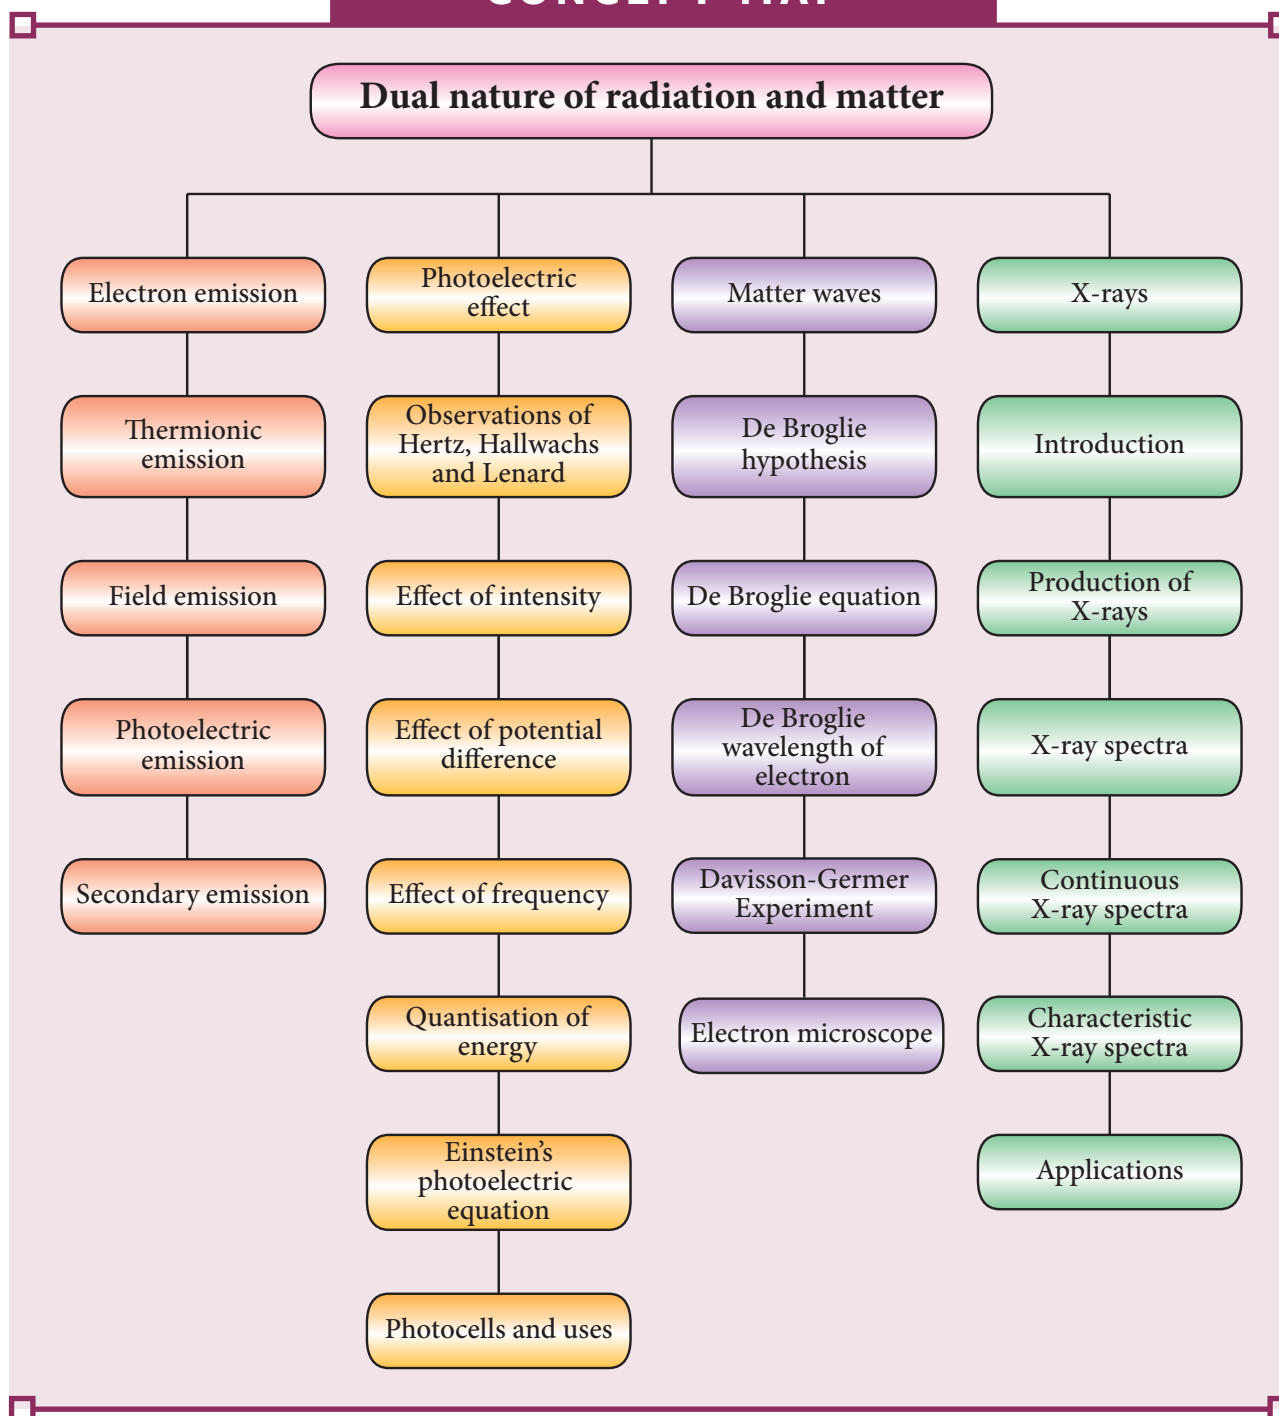 CONCEPT MAP
Dual nature of radiation and matter
Electron emission
Thermionic
emission
Field emission
Photoelectric
emission
Secondary emission
Photoelectric
effect
Observations of
Hertz, Hallwachs
and Lenard
Effect of intensity
Effect of potential
difference
Effect of frequency
Quantisation of
energy
Einstein’s
photoelectric
equation
Photocells and uses
Matter waves
De Broglie
hypothesis
De Broglie equation
De Broglie
wavelength of
electron
Davisson-Germer
Experiment
Electron microscope
X-rays
Introduction
Production of
X-rays
X-ray spectra
Continuous
X-ray spectra
Characteristic
X-ray spectra
Applications